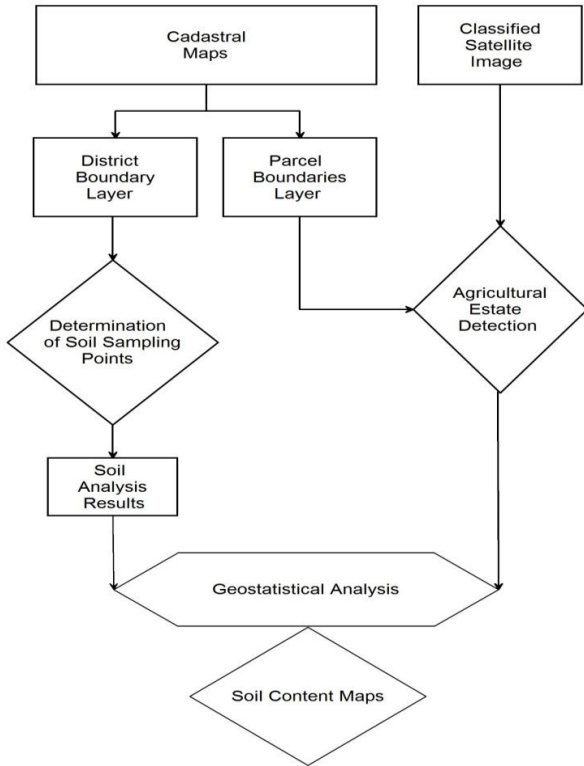 Cadastral
Maps
Classified
Satellite
Image
District
Boundary
Layer
Parcel
Boundaries
Layer
Determination
of Soil Sampling
Points
Agricultural
Estate
Detection
Soil
Analysis
Results
Geostatistical Analysis
Soil Content Maps